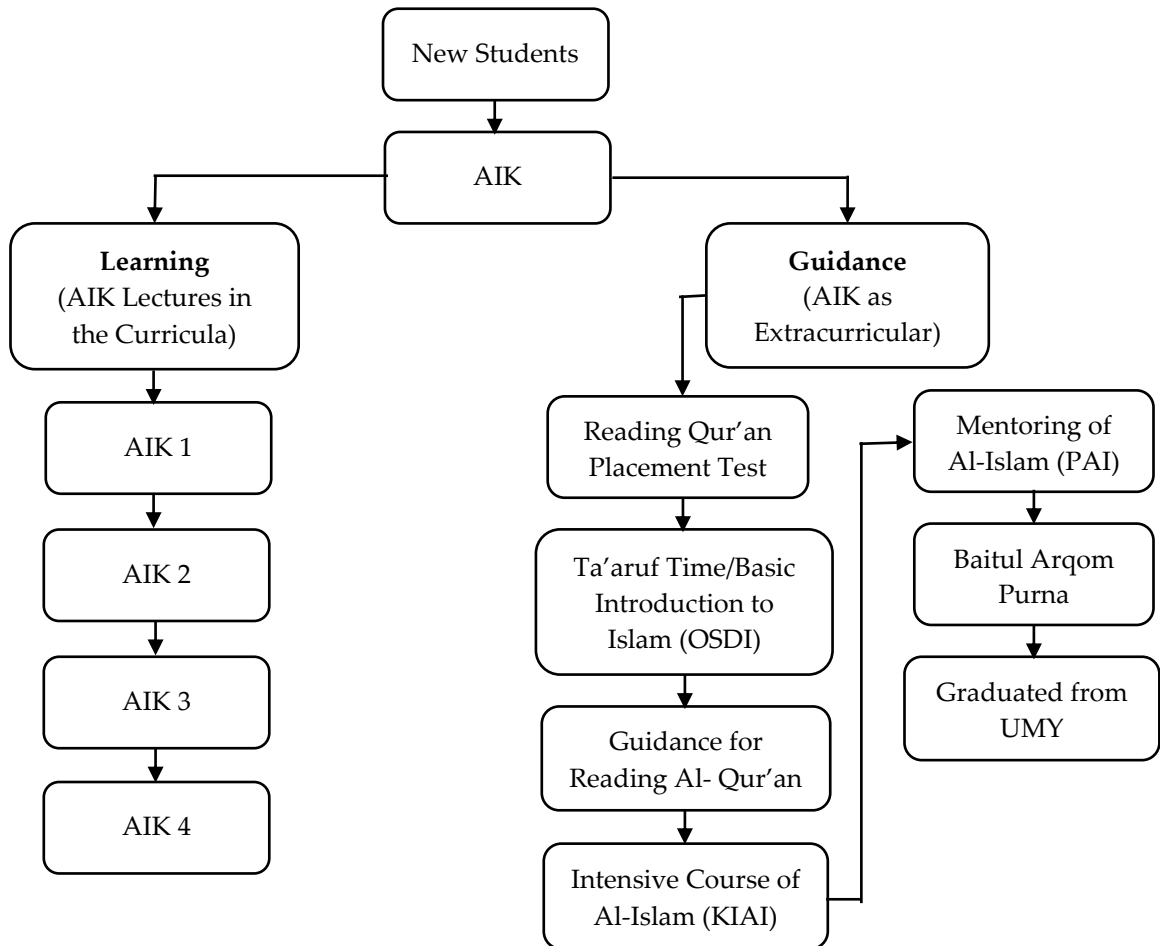 New Students
AIK
Learning
(AIK Lectures in
the Curricula)
AIK 1
AIK 2
AIK 3
AIK 4
Guidance
(AIK as
Extracurricular)
Reading Qur’an
Placement Test
Ta’aruf Time/Basic
Introduction to
Islam (OSDI)
Guidance for
Reading Al- Qur’an
Intensive Course of
Al-Islam (KIAI)
Mentoring of
Al-Islam (PAI)
Baitul Arqom
Purna
Graduated from
UMY